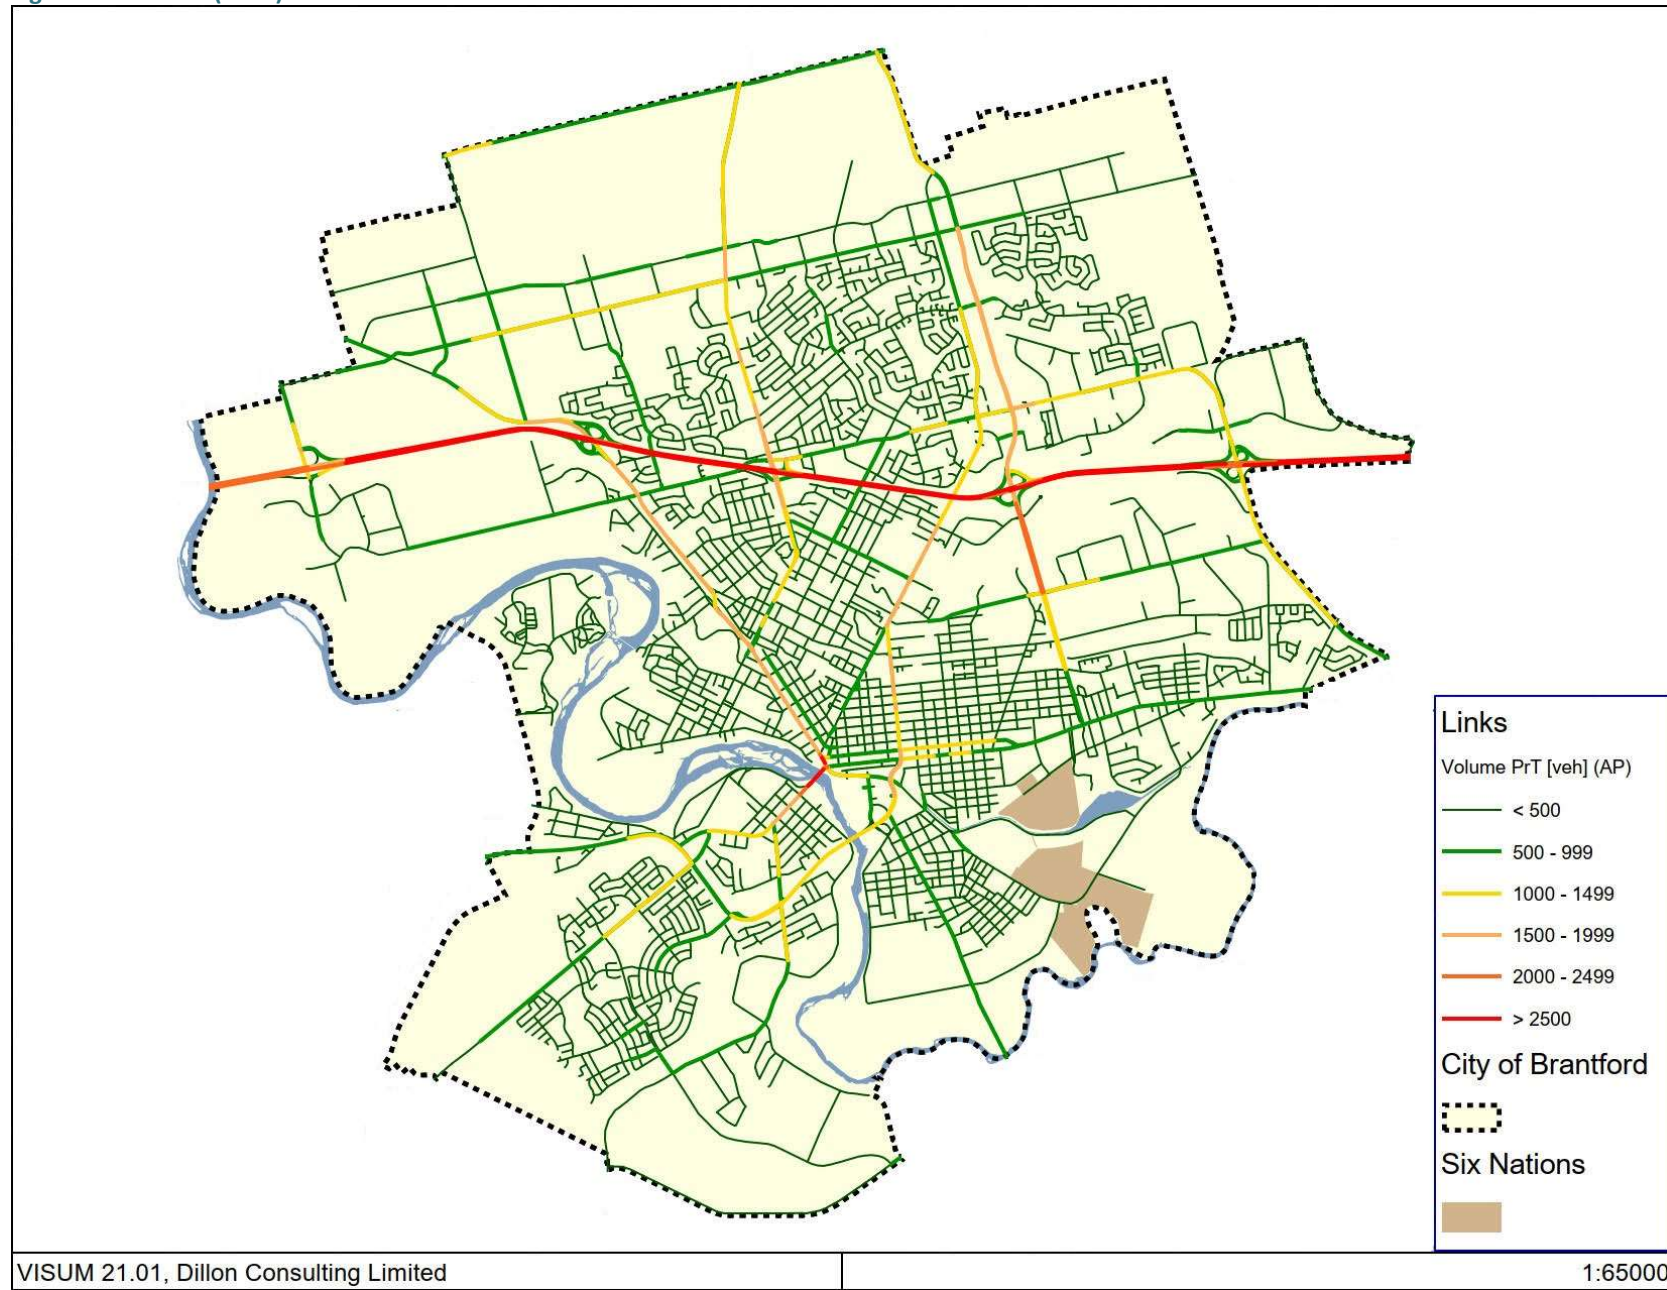 Links
Volume PrT [veh] (AP)
< 500
500 - 999
1000 - 1499
1500 - 1999
2000 - 2499
> 2500
City of Brantford
Six Nations
VISUM 21.01, Dillon Consulting Limited
1:65000